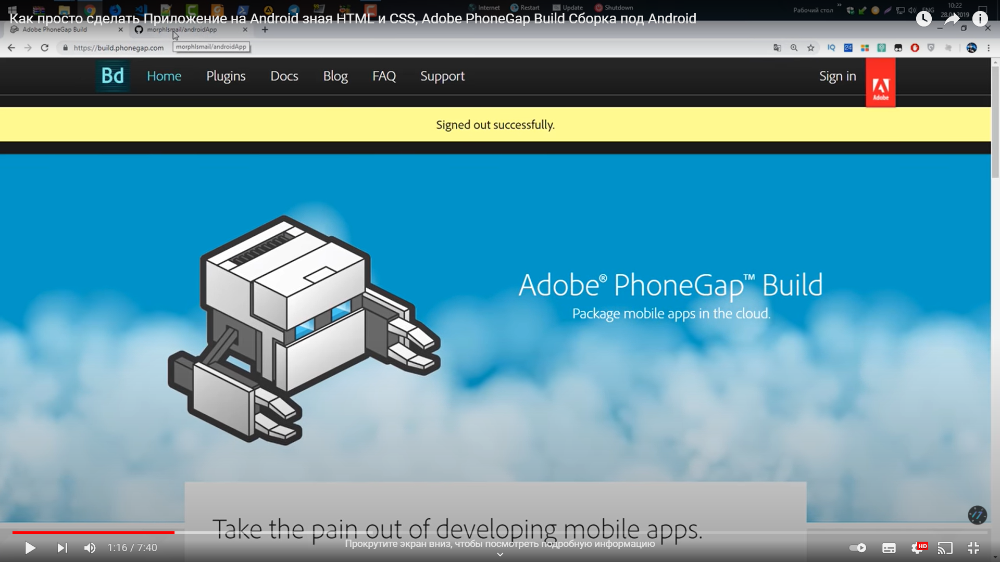 Internet Restart Update Shutdown
Рабочий стол » ENG 10:22
Как просто сделать Приложение на Android зная HTML и CSS, Adobe PhoneGap Build Сборка под Android
Adobe PhoneGap Build morphIsmail/androidApp
https://build.phonegap.com morphIsmail/androidApp IQ 24
Bd Home Plugins Docs Blog FAQ Support Sign in
Adobe
Signed out successfully.
Adobe® PhoneGap™ Build
Package mobile apps in the cloud.
Take the pain out of developing mobile apps.
Прокрутите экран вниз, чтобы посмотреть подробную информацию
1:16 / 7:40 HD